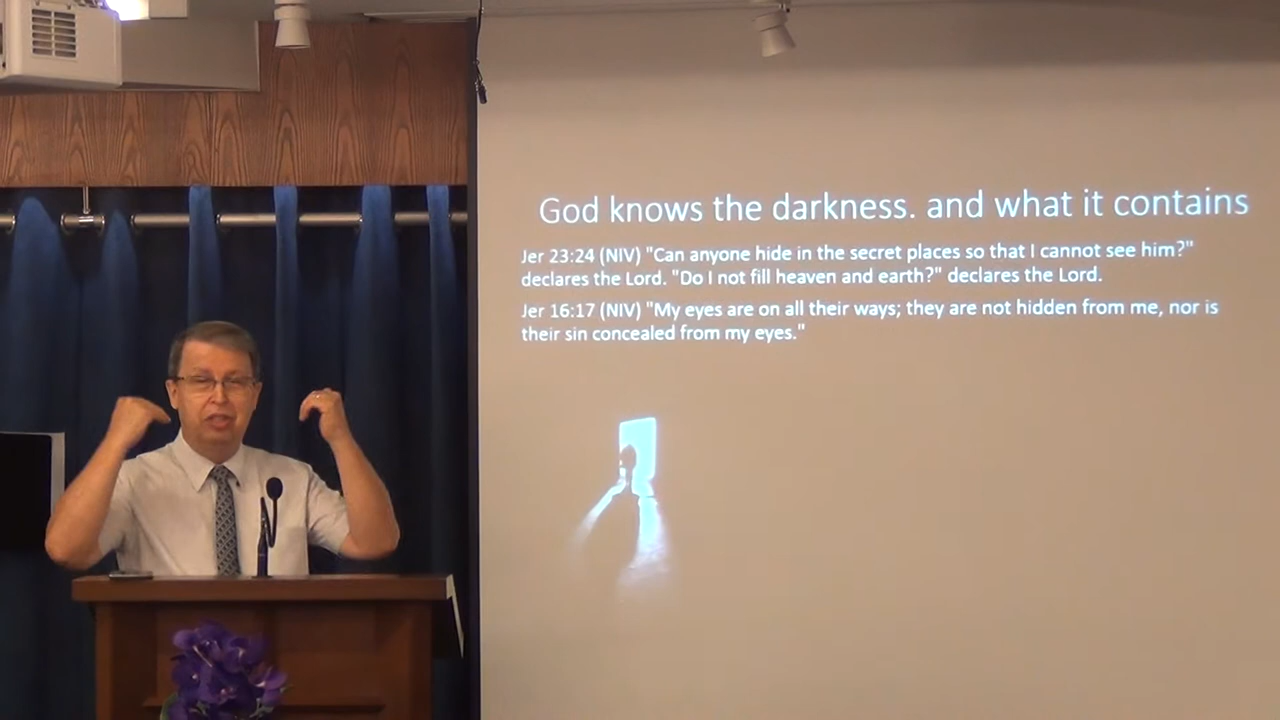 God knows the darkness. and what it contains
Jer 23:24 (NIV) "Can anyone hide in the secret places so that I cannot see him?"
declares the Lord. "Do I not fill heaven and earth?" declares the Lord.
Jer 16:17 (NIV) "My eyes are on all their ways; they are not hidden from me, nor is
their sin concealed from my eyes."